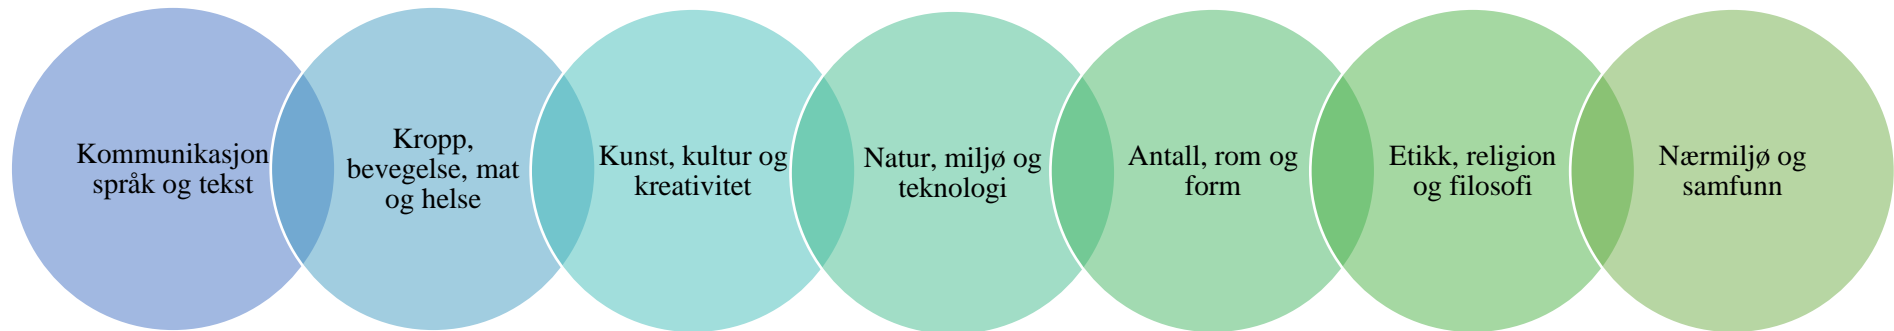 Kommunikasjon
språk og tekst
Kropp,
bevegelse, mat
og helse
Kunst, kultur og
kreativitet
Natur, miljø og
teknologi
Antall, rom og
form
Etikk, religion
og filosofi
Nærmiljø og
samfunn